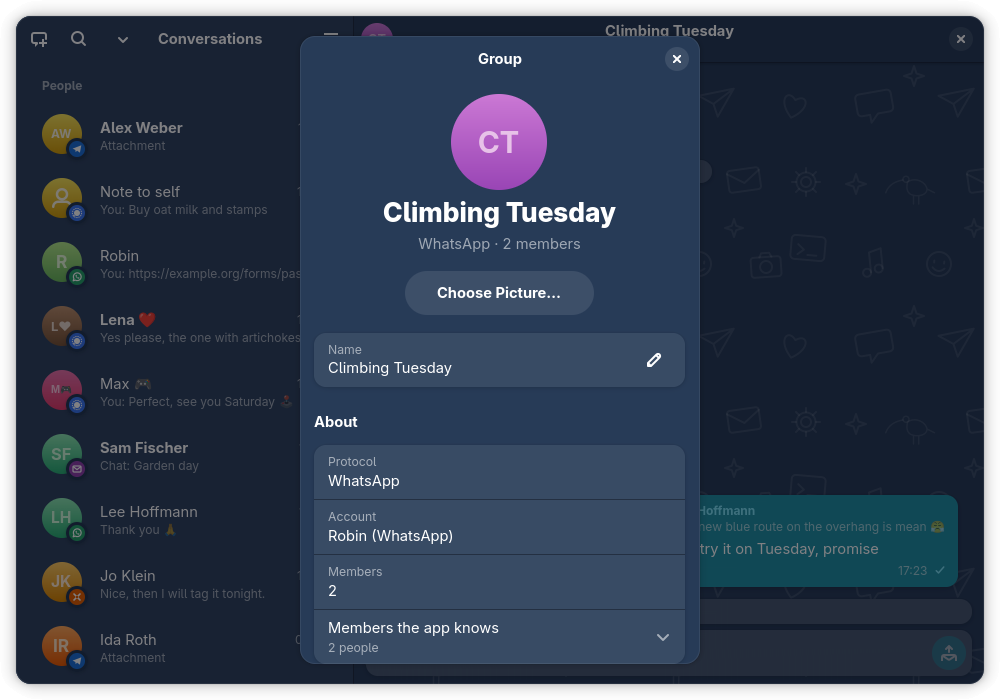 Conversations
Climbing Tuesday
People
AW
Alex Weber
Attachment
Note to self
You: Buy oat milk and stamps
R
Robin
You: https://example.org/forms/pas
L❤
Lena ❤️
Yes please, the one with artichokes
M🎮
Max 🎮
You: Perfect, see you Saturday 🕹️
SF
Sam Fischer
Chat: Garden day
LH
Lee Hoffmann
Thank you 🙏
JK
Jo Klein
Nice, then I will tag it tonight.
IR
Ida Roth
Attachment
Group
CT
Climbing Tuesday
WhatsApp · 2 members
Choose Picture…
Name
Climbing Tuesday
About
Protocol
WhatsApp
Account
Robin (WhatsApp)
Members
2
Members the app knows
2 people
Hoffmann
new blue route on the overhang is mean 😤
try it on Tuesday, promise
17:23 ✓